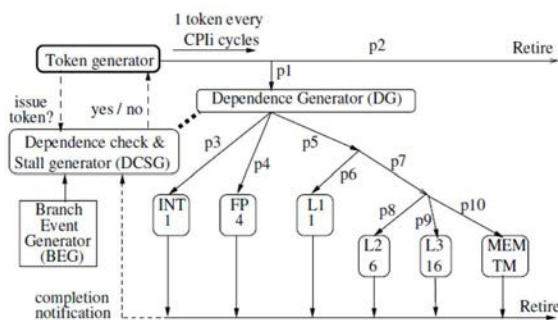 1 token every
CPIi cycles
p2
Retire
Token generator
p1
issue
token?
yes / no
Dependence Generator (DG)
Dependence check &
Stall generator (DCSG)
p3
p4
p5
p6
p7
Branch
Event
Generator
(BEG)
INT
1
FP
4
L1
1
p8
p9
p10
L2
6
L3
16
MEM
TM
completion
notification
Retire